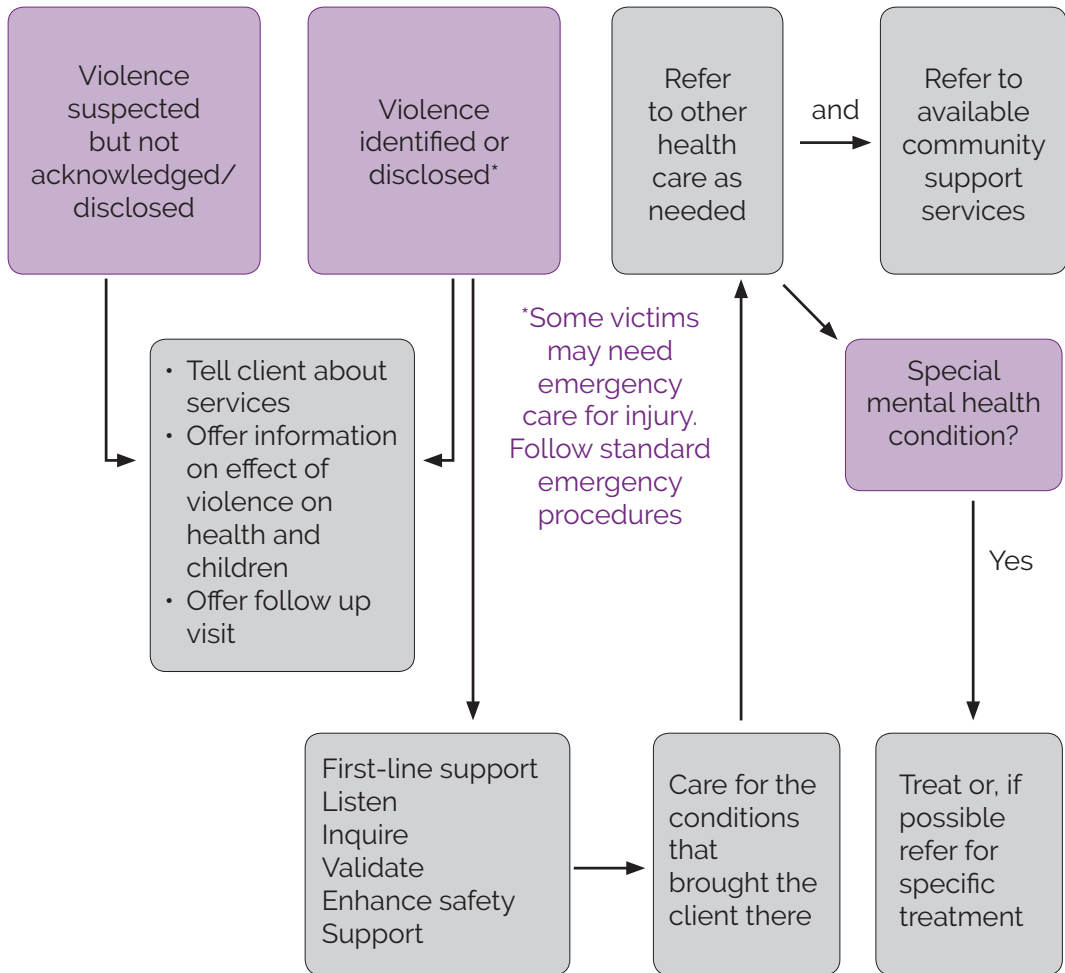 Violence
suspected
but not
acknowledged/
disclosed
Violence
identified or
disclosed*
Refer
to other
health
care as
needed
and
Refer to
available
community
support
services
• Tell client about
services
• Offer information
on effect of
violence on
health and
children
• Offer follow up
visit
*Some victims
may need
emergency
care for injury.
Follow standard
emergency
procedures
Special
mental health
condition?
Yes
First-line support
Listen
Inquire
Validate
Enhance safety
Support
Care for the
conditions
that
brought the
client there
Treat or, if
possible
refer for
specific
treatment